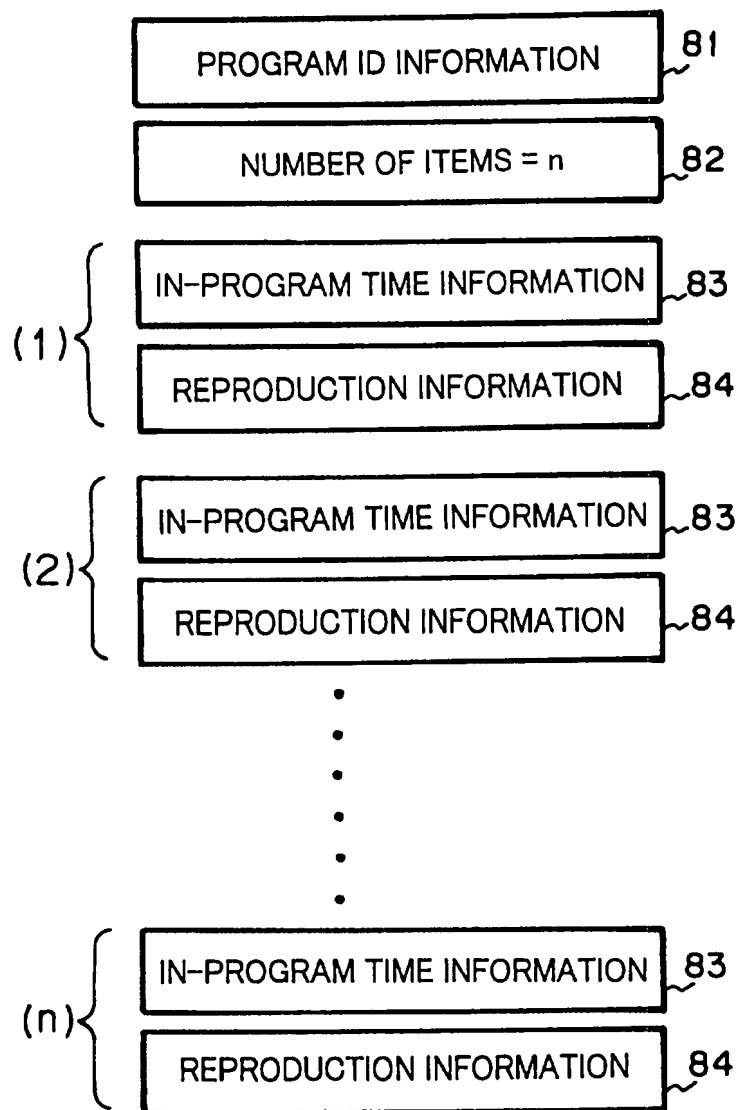 PROGRAM ID INFORMATION 81
NUMBER OF ITEMS = n 82
(1) IN-PROGRAM TIME INFORMATION 83
REPRODUCTION INFORMATION 84
(2) IN-PROGRAM TIME INFORMATION 83
REPRODUCTION INFORMATION 84
(n) IN-PROGRAM TIME INFORMATION 83
REPRODUCTION INFORMATION 84